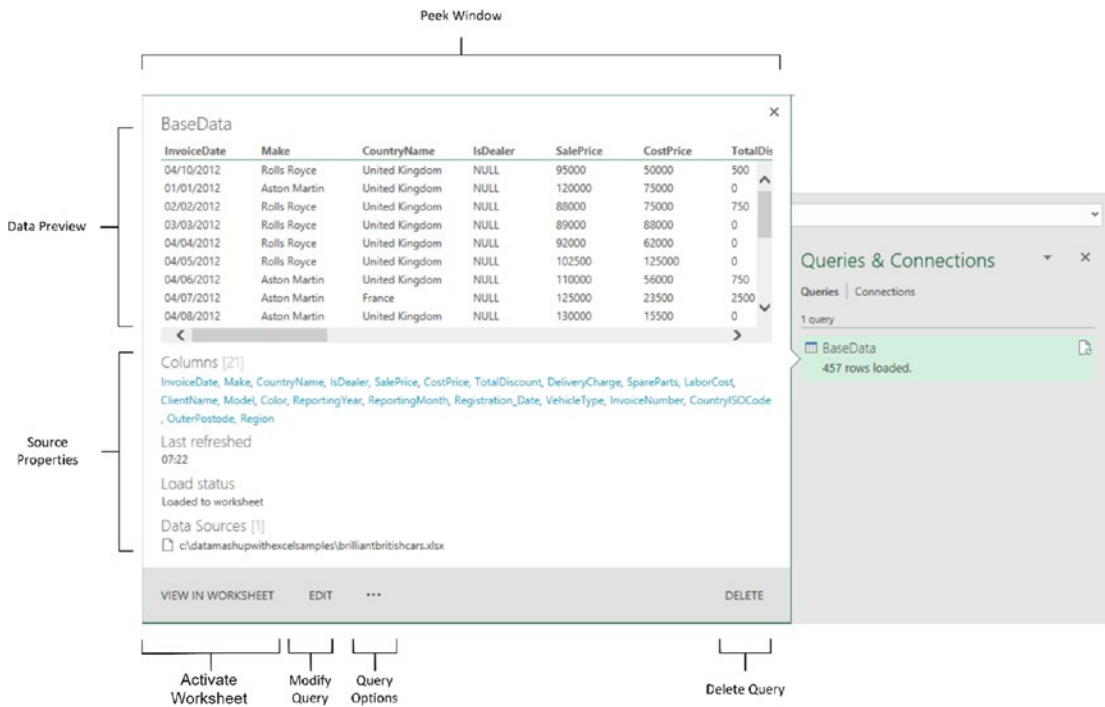 Peek Window
BaseData
InvoiceDate Make CountryName IsDealer SalePrice CostPrice TotalDis
04/10/2012 Rolls Royce United Kingdom NULL 95000 50000 500
01/01/2012 Aston Martin United Kingdom NULL 120000 75000 0
02/02/2012 Rolls Royce United Kingdom NULL 88000 75000 750
03/03/2012 Rolls Royce United Kingdom NULL 89000 88000 0
04/04/2012 Rolls Royce United Kingdom NULL 92000 62000 0
04/05/2012 Rolls Royce United Kingdom NULL 102500 125000 0
04/06/2012 Aston Martin United Kingdom NULL 110000 56000 750
04/07/2012 Aston Martin France NULL 125000 23500 2500
04/08/2012 Aston Martin United Kingdom NULL 130000 15500 0
Data Preview
Columns [21]
InvoiceDate, Make, CountryName, IsDealer, SalePrice, CostPrice, TotalDiscount, DeliveryCharge, SpareParts, LaborCost,
ClientName, Model, Color, ReportingYear, ReportingMonth, Registration_Date, VehicleType, InvoiceNumber, CountryISOCode
, OuterPostode, Region
Last refreshed
07:22
Load status
Loaded to worksheet
Data Sources [1]
c:\datamashupwithexcelsamples\brilliantbritishcars.xlsx
Source
Properties
VIEW IN WORKSHEET EDIT ••• DELETE
Queries & Connections
Queries | Connections
1 query
BaseData
457 rows loaded.
Activate
Worksheet
Modify
Query
Query
Options
Delete Query